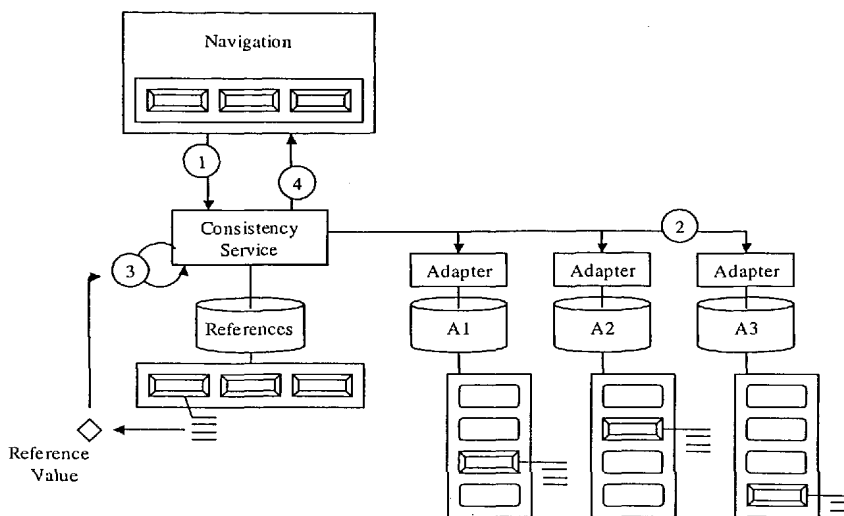 Navigation
1
4
Consistency
Service
2
3
Adapter
Adapter
Adapter
References
A1
A2
A3
Reference
Value